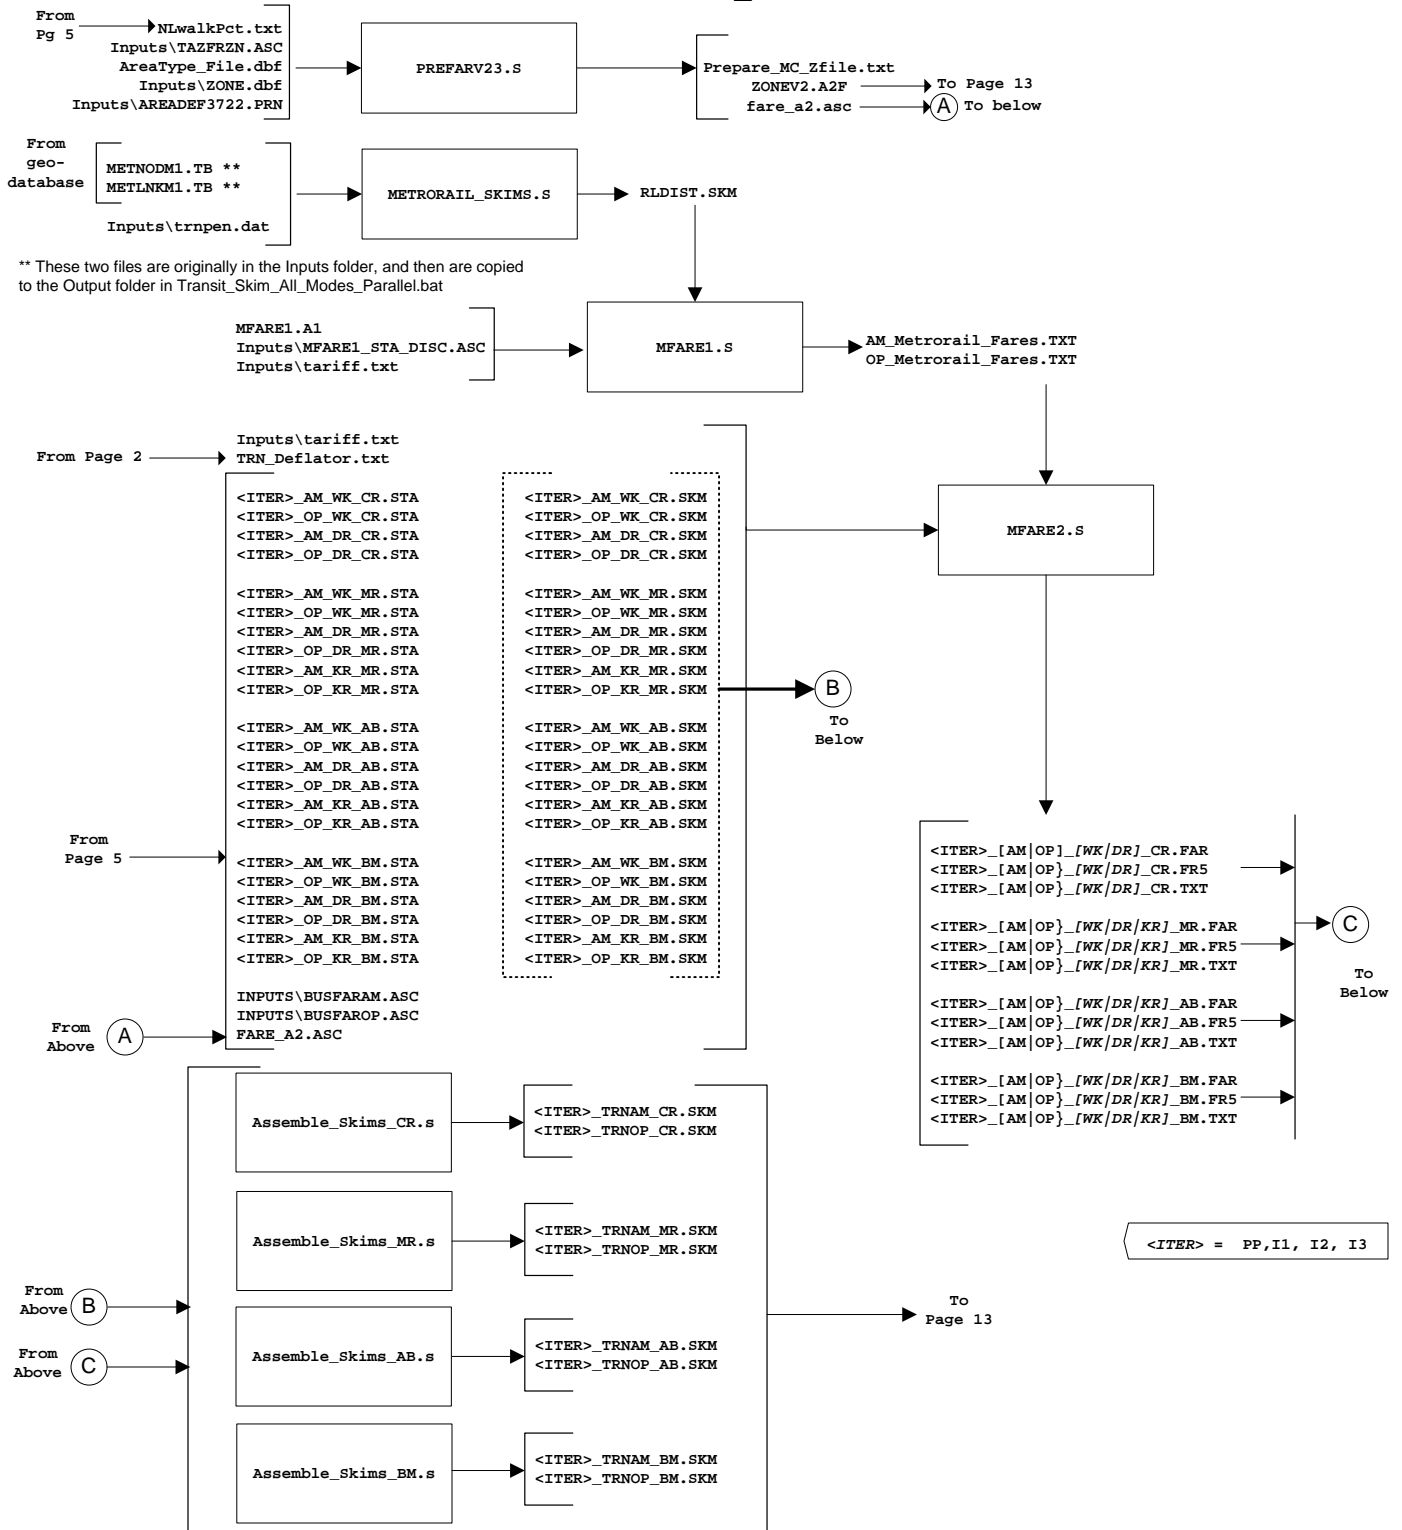 From
Pg 5
NLwalkPct.txt
Inputs\TAZFRZN.ASC
AreaType_File.dbf
Inputs\ZONE.dbf
Inputs\AREADEF3722.PRN
PREFARV23.S
Prepare_MC_Zfile.txt
ZONEV2.A2F
To Page 13
fare_a2.asc
A To below
From
geo-
database
METNODM1.TB **
METLNKM1.TB **
Inputs\trnpen.dat
METRORAIL_SKIMS.S
RLDIST.SKM
** These two files are originally in the Inputs folder, and then are copied
to the Output folder in Transit_Skim_All_Modes_Parallel.bat
MFARE1.A1
Inputs\MFARE1_STA_DISC.ASC
Inputs\tariff.txt
MFARE1.S
AM_Metrorail_Fares.TXT
OP_Metrorail_Fares.TXT
From Page 2
Inputs\tariff.txt
TRN_Deflator.txt
<ITER>_AM_WK_CR.STA
<ITER>_OP_WK_CR.STA
<ITER>_AM_DR_CR.STA
<ITER>_OP_DR_CR.STA
<ITER>_AM_WK_MR.STA
<ITER>_OP_WK_MR.STA
<ITER>_AM_DR_MR.STA
<ITER>_OP_DR_MR.STA
<ITER>_AM_KR_MR.STA
<ITER>_OP_KR_MR.STA
<ITER>_AM_WK_AB.STA
<ITER>_OP_WK_AB.STA
<ITER>_AM_DR_AB.STA
<ITER>_OP_DR_AB.STA
<ITER>_AM_KR_AB.STA
<ITER>_OP_KR_AB.STA
From
Page 5
<ITER>_AM_WK_BM.STA
<ITER>_OP_WK_BM.STA
<ITER>_AM_DR_BM.STA
<ITER>_OP_DR_BM.STA
<ITER>_AM_KR_BM.STA
<ITER>_OP_KR_BM.STA
INPUTS\BUSFARAM.ASC
INPUTS\BUSFAROP.ASC
FARE_A2.ASC
From
Above
A
<ITER>_AM_WK_CR.SKM
<ITER>_OP_WK_CR.SKM
<ITER>_AM_DR_CR.SKM
<ITER>_OP_DR_CR.SKM
<ITER>_AM_WK_MR.SKM
<ITER>_OP_WK_MR.SKM
<ITER>_AM_DR_MR.SKM
<ITER>_OP_DR_MR.SKM
<ITER>_AM_KR_MR.SKM
<ITER>_OP_KR_MR.SKM
<ITER>_AM_WK_AB.SKM
<ITER>_OP_WK_AB.SKM
<ITER>_AM_DR_AB.SKM
<ITER>_OP_DR_AB.SKM
<ITER>_AM_KR_AB.SKM
<ITER>_OP_KR_AB.SKM
<ITER>_AM_WK_BM.SKM
<ITER>_OP_WK_BM.SKM
<ITER>_AM_DR_BM.SKM
<ITER>_OP_DR_BM.SKM
<ITER>_AM_KR_BM.SKM
<ITER>_OP_KR_BM.SKM
B
To
Below
MFARE2.S
<ITER>_[AM|OP]_[WK/DR]_CR.FAR
<ITER>_[AM|OP}_[WK/DR]_CR.FR5
<ITER>_[AM|OP}_[WK/DR]_CR.TXT
<ITER>_[AM|OP}_[WK/DR/KR]_MR.FAR
<ITER>_[AM|OP}_[WK/DR/KR]_MR.FR5
<ITER>_[AM|OP}_[WK/DR/KR]_MR.TXT
<ITER>_[AM|OP}_[WK/DR/KR]_AB.FAR
<ITER>_[AM|OP}_[WK/DR/KR]_AB.FR5
<ITER>_[AM|OP}_[WK/DR/KR]_AB.TXT
<ITER>_[AM|OP}_[WK/DR/KR]_BM.FAR
<ITER>_[AM|OP}_[WK/DR/KR]_BM.FR5
<ITER>_[AM|OP}_[WK/DR/KR]_BM.TXT
C
To
Below
Assemble_Skims_CR.s
<ITER>_TRNAM_CR.SKM
<ITER>_TRNOP_CR.SKM
Assemble_Skims_MR.s
<ITER>_TRNAM_MR.SKM
<ITER>_TRNOP_MR.SKM
<ITER> = PP,I1, I2, I3
From
Above
B
From
Above
C
Assemble_Skims_AB.s
<ITER>_TRNAM_AB.SKM
<ITER>_TRNOP_AB.SKM
To
Page 13
Assemble_Skims_BM.s
<ITER>_TRNAM_BM.SKM
<ITER>_TRNOP_BM.SKM